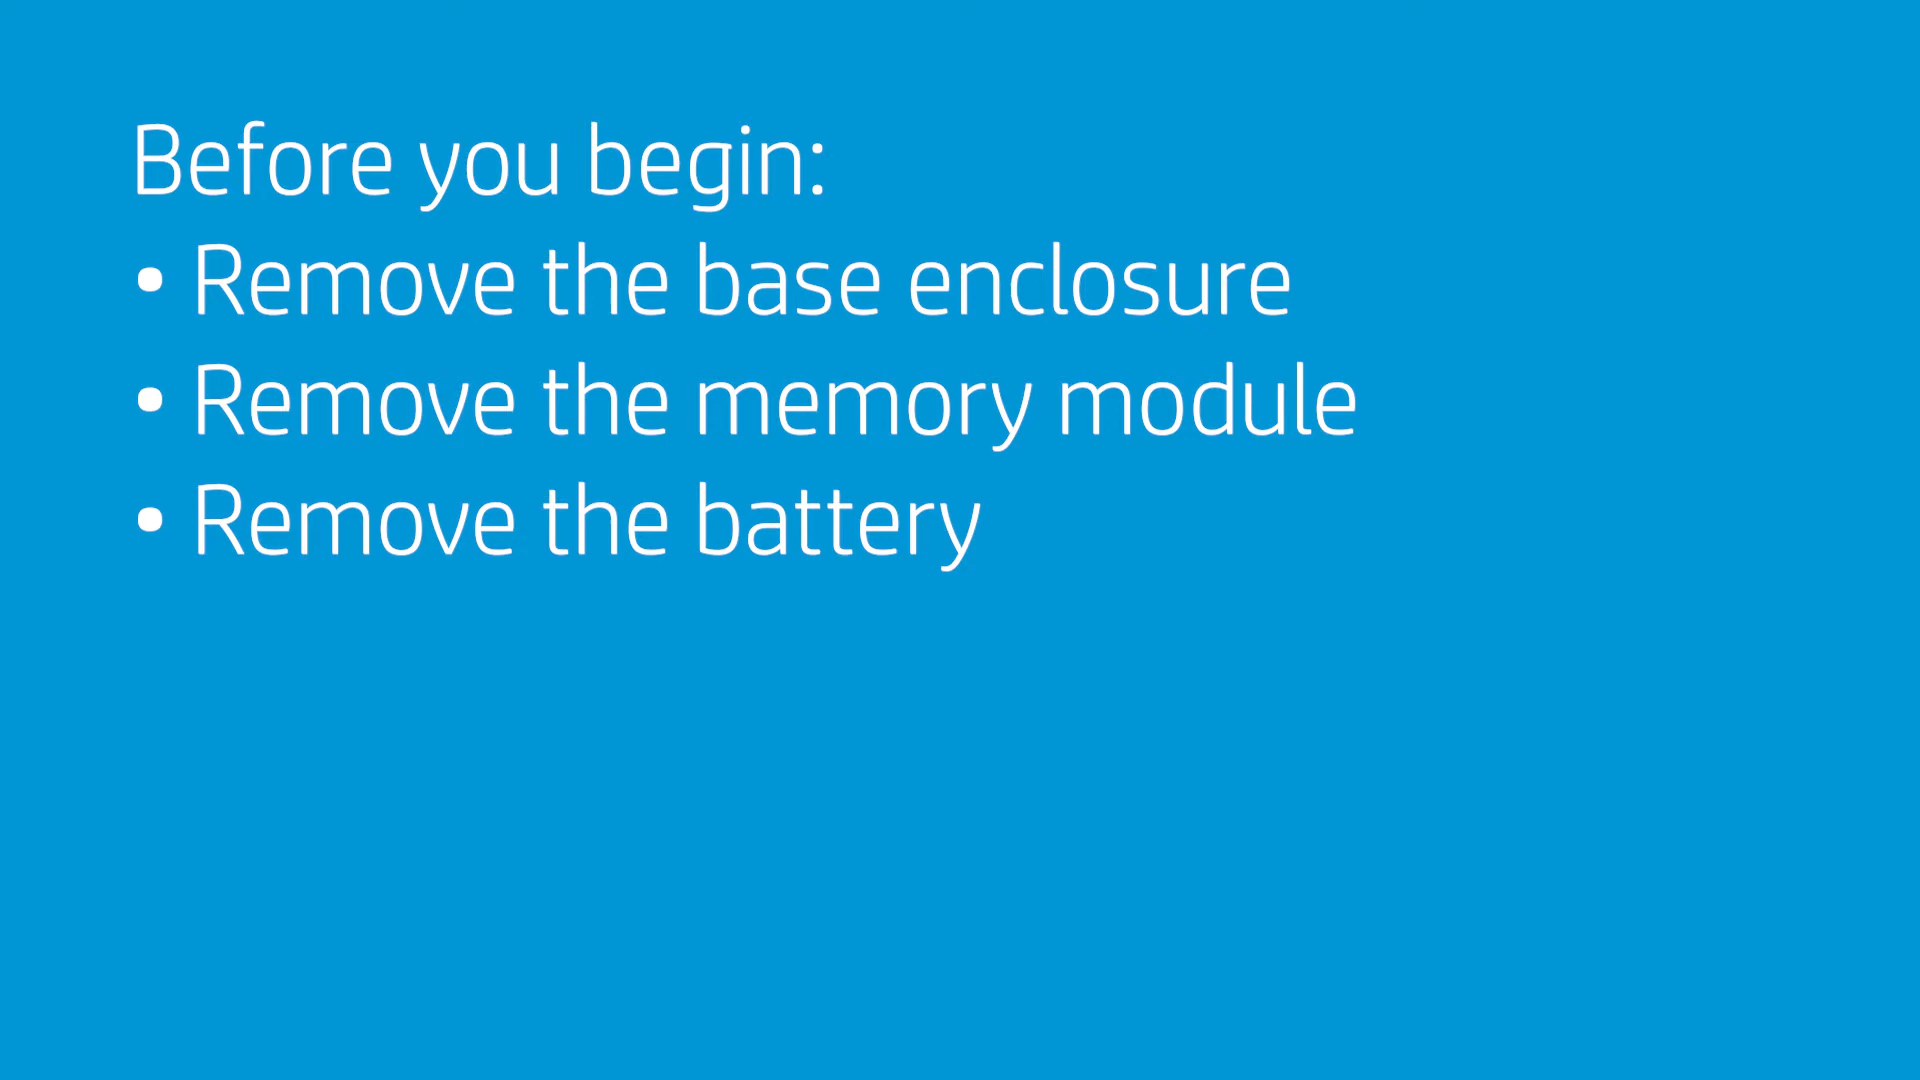 Before you begin:
• Remove the base enclosure
• Remove the memory module
• Remove the battery